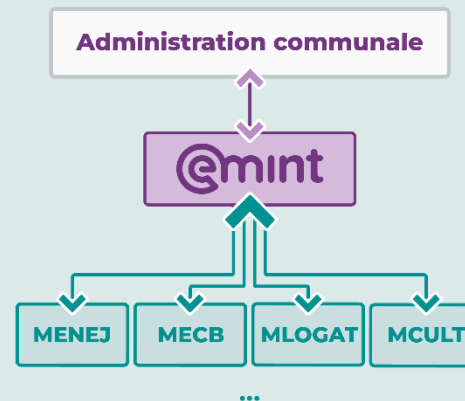 Administration communale
emint
MENEJ
MECB
MLOGAT
MCULT
...